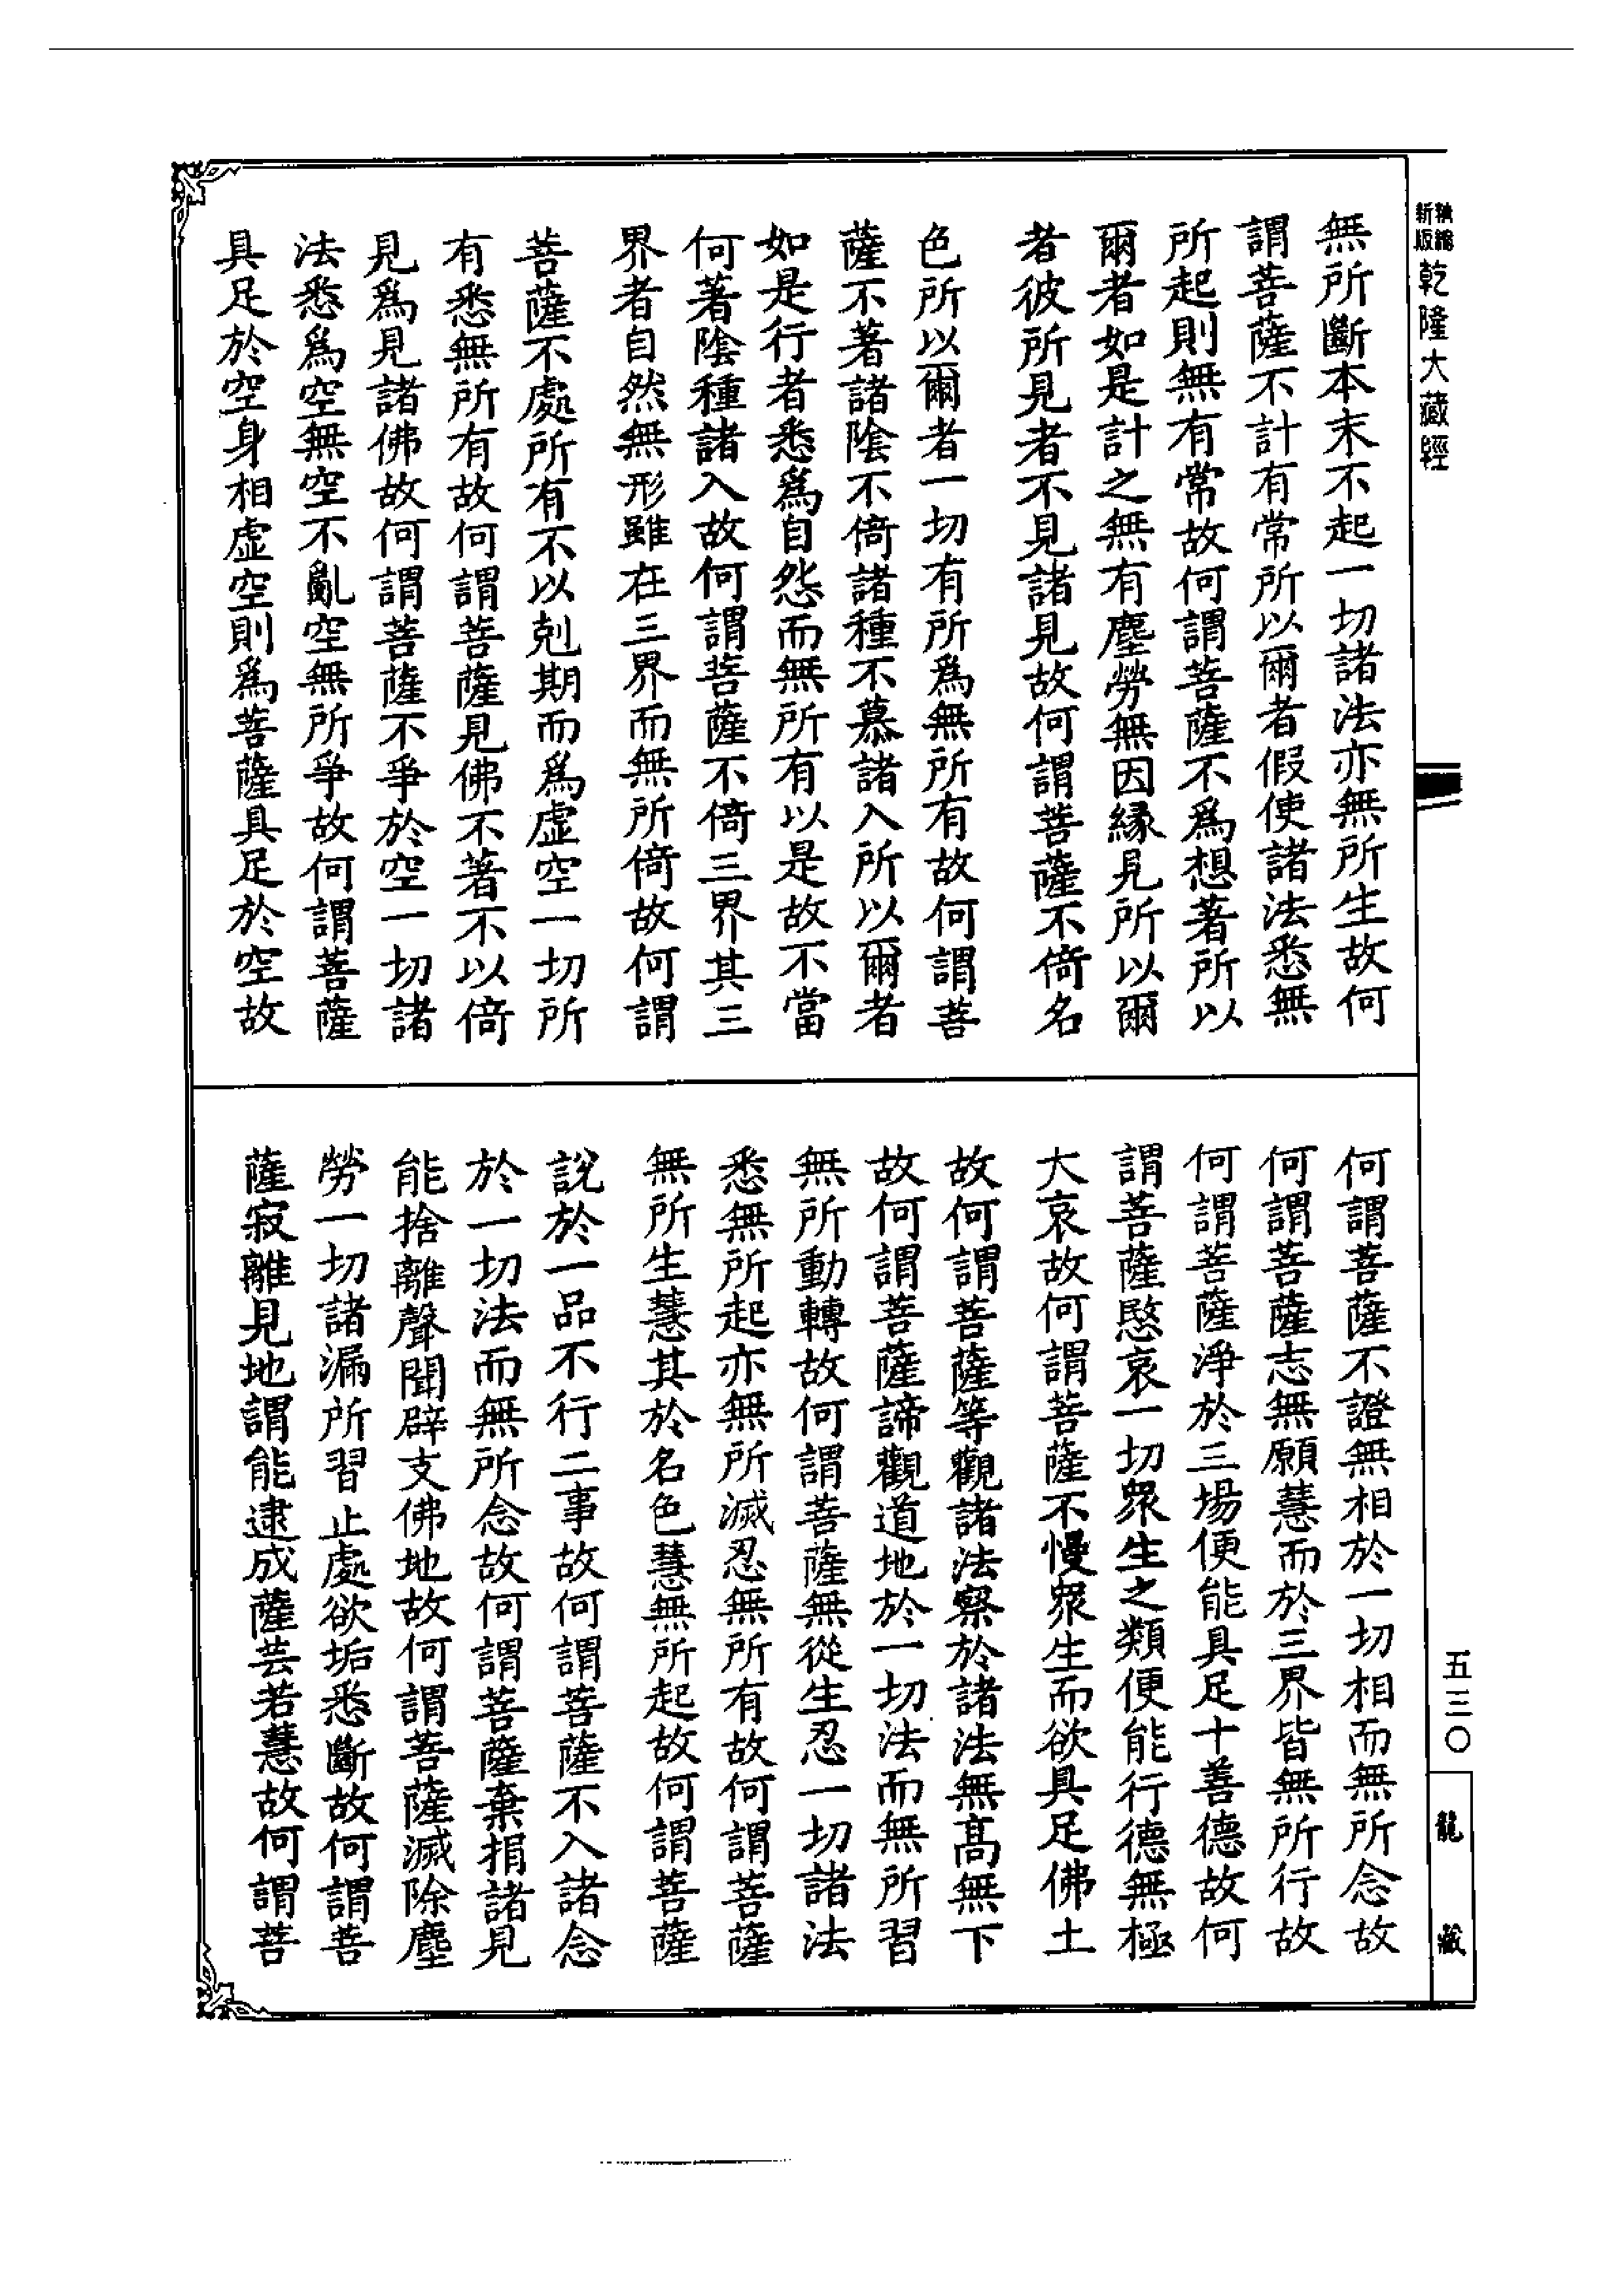 新版精縮乾隆大藏經
無所斷本末不起一切諸法亦無所生故何
謂菩薩不計有常所以爾者假使諸法悉無
所起則無有常故何謂菩薩不爲想著所以
爾者如是計之無有塵勞無因緣見所以爾
者彼所見者不見諸見故何謂菩薩不倚名
色所以爾者一切有所爲無所有故何謂菩
薩不著諸陰不倚諸種不慕諸入所以爾者
如是行者悉爲自然而無所有以是故不當
何著陰種諸入故何謂菩薩不倚三界其三
界者自然無形雖在三界而無所倚故何謂
菩薩不處所有不以剋期而爲虛空一切所
有悉無所有故何謂菩薩見佛不著不以倚
見爲見諸佛故何謂菩薩不爭於空一切諸
法悉爲空無空不亂空無所爭故何謂菩薩
具足於空身相虛空則爲菩薩具足於空故
何謂菩薩不證無相於一切相而無所念故
何謂菩薩志無願慧而於三界皆無所行故
何謂菩薩淨於三場便能具足十善德故何
謂菩薩愍哀一切眾生之類便能行德無極
大哀故何謂菩薩不慢眾生而欲具足佛土
故何謂菩薩等觀諸法察於諸法無高無下
故何謂菩薩諦觀道地於一切法而無所習
無所動轉故何謂菩薩無從生忍一切諸法
悉無所起亦無所滅忍無所有故何謂菩薩
無所生慧其於名色慧無所起故何謂菩薩
說於一品不行二事故何謂菩薩不入諸念
於一切法而無所念故何謂菩薩棄捐諸見
能捨離聲聞辟支佛地故何謂菩薩滅除塵
勞一切諸漏所習止處欲垢悉斷故何謂菩
薩寂離見地謂能逮成薩芸若慧故何謂菩
五三〇
龍藏